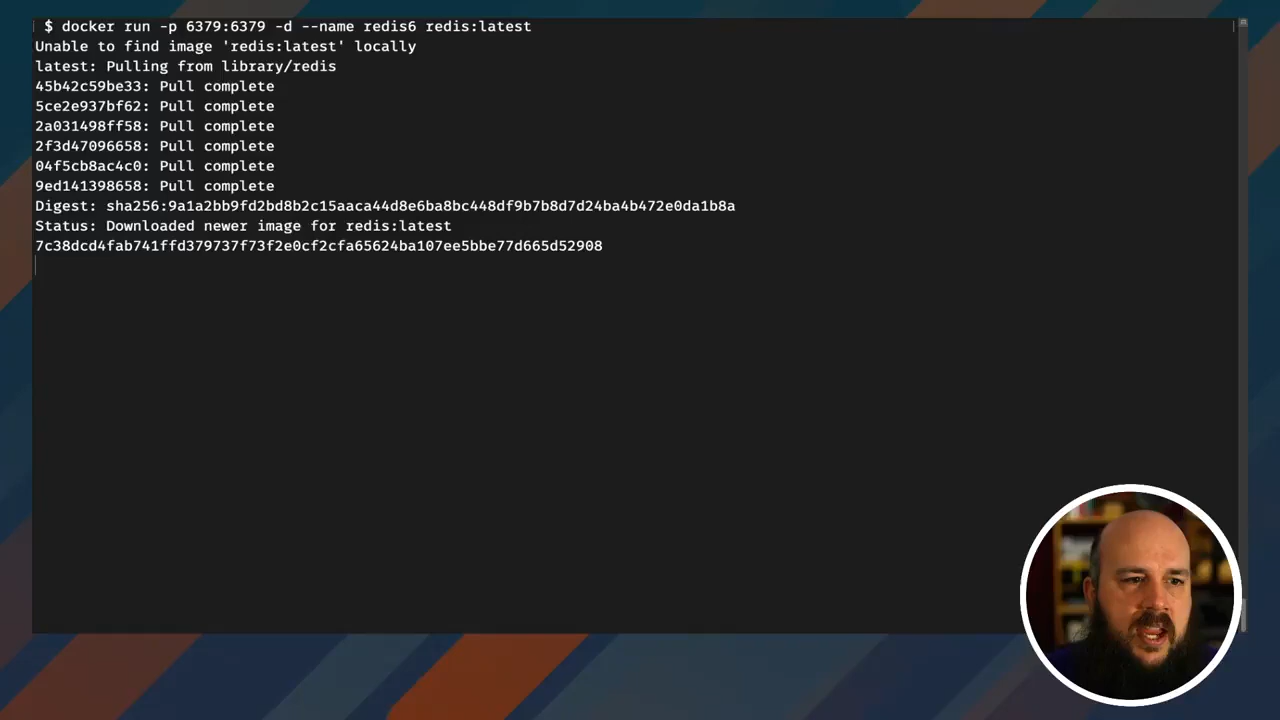 $ docker run -p 6379:6379 -d --name redis6 redis:latest
Unable to find image 'redis:latest' locally
latest: Pulling from library/redis
45b42c59be33: Pull complete
5ce2e937bf62: Pull complete
2a031498ff58: Pull complete
2f3d47096658: Pull complete
04f5cb8ac4c0: Pull complete
9ed141398658: Pull complete
Digest: sha256:9a1a2bb9fd2bd8b2c15aaca44d8e6ba8bc448df9b7b8d7d24ba4b472e0da1b8a
Status: Downloaded newer image for redis:latest
7c38dcd4fab741ffd379737f73f2e0cf2cfa65624ba107ee5bbe77d665d52908